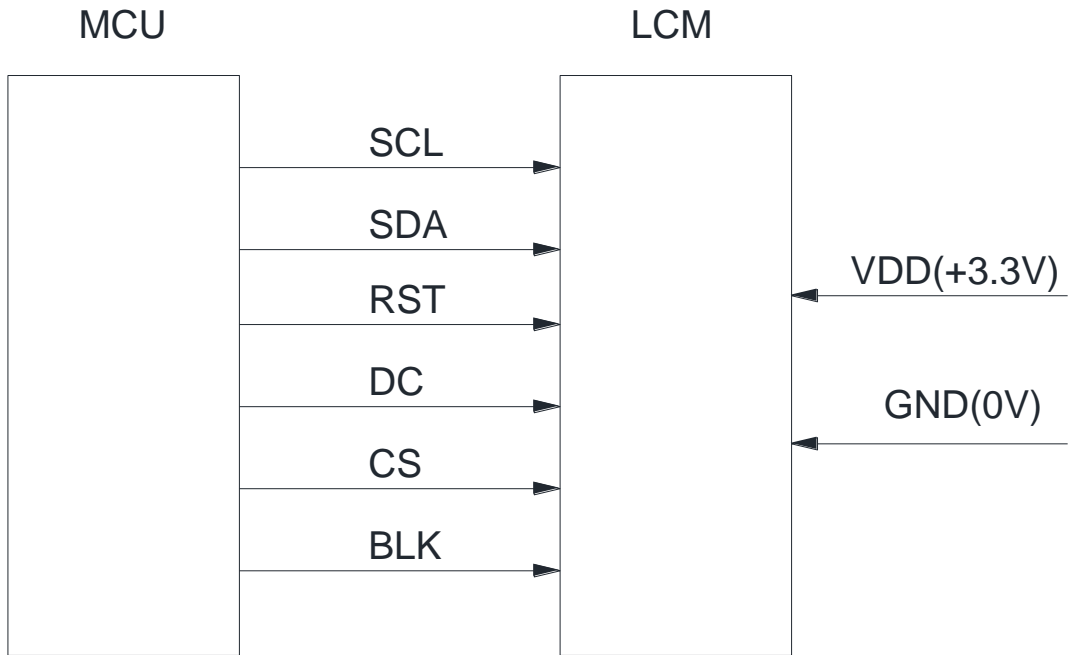 MCU
LCM
SCL
SDA
RST
DC
CS
BLK
VDD(+3.3V)
GND(0V)